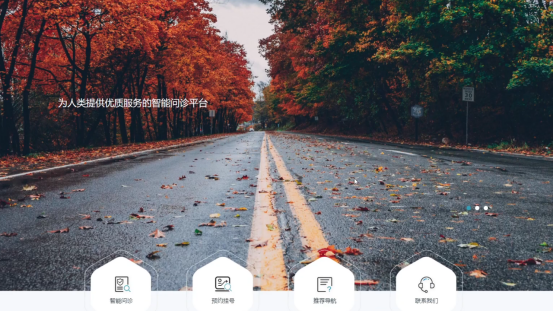 为人类提供优质服务的智能问诊平台
智能问诊
预约挂号
推荐导航
联系我们